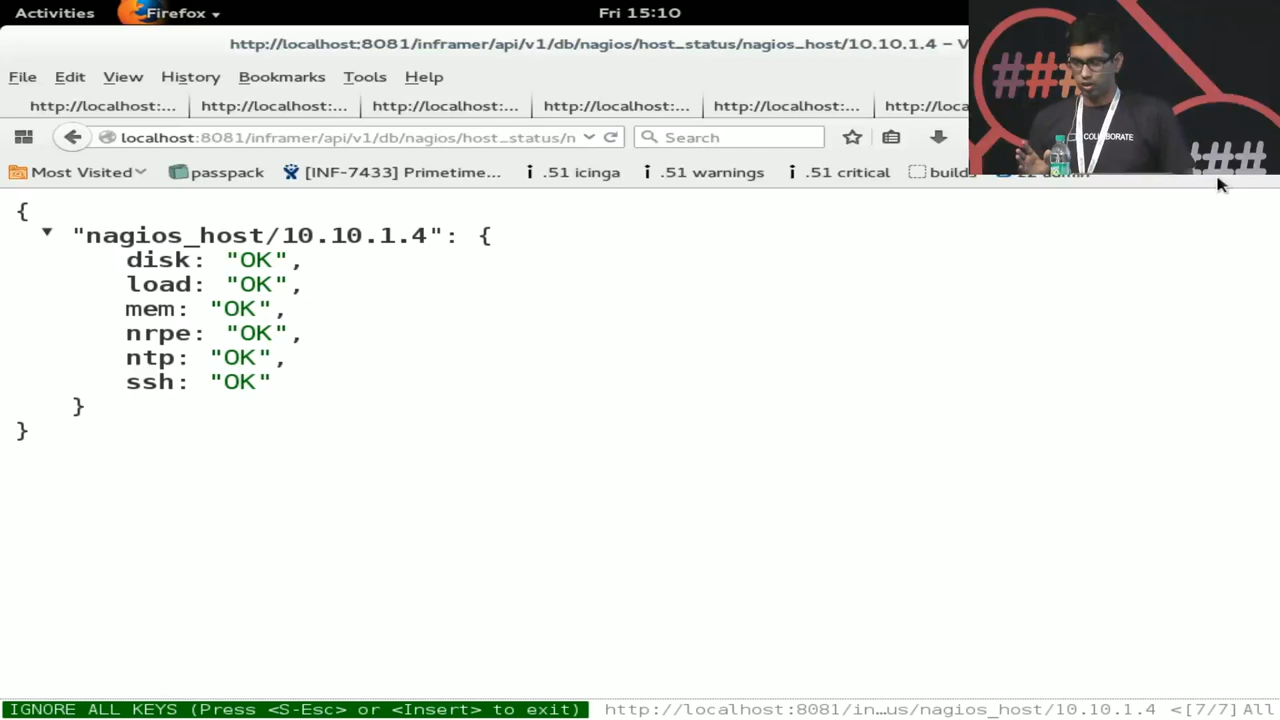 Activities Firefox Fri 15:10
http://localhost:8081/inframer/api/v1/db/nagios/host_status/nagios_host/10.10.1.4 – V
File Edit View History Bookmarks Tools Help
http://localhost:... http://localhost:... http://localhost:... http://localhost:... http://localhost:... http://loca
localhost:8081/inframer/api/v1/db/nagios/host_status/n Search
Most Visited passpack [INF-7433] Primetime... .51 icinga .51 warnings .51 critical builds
###
COLLABORATE
##
{
"nagios_host/10.10.1.4": {
disk: "OK",
load: "OK",
mem: "OK",
nrpe: "OK",
ntp: "OK",
ssh: "OK"
}
}
IGNORE ALL KEYS (Press <S-Esc> or <Insert> to exit) http://localhost:8081/in...us/nagios_host/10.10.1.4 <[7/7] All